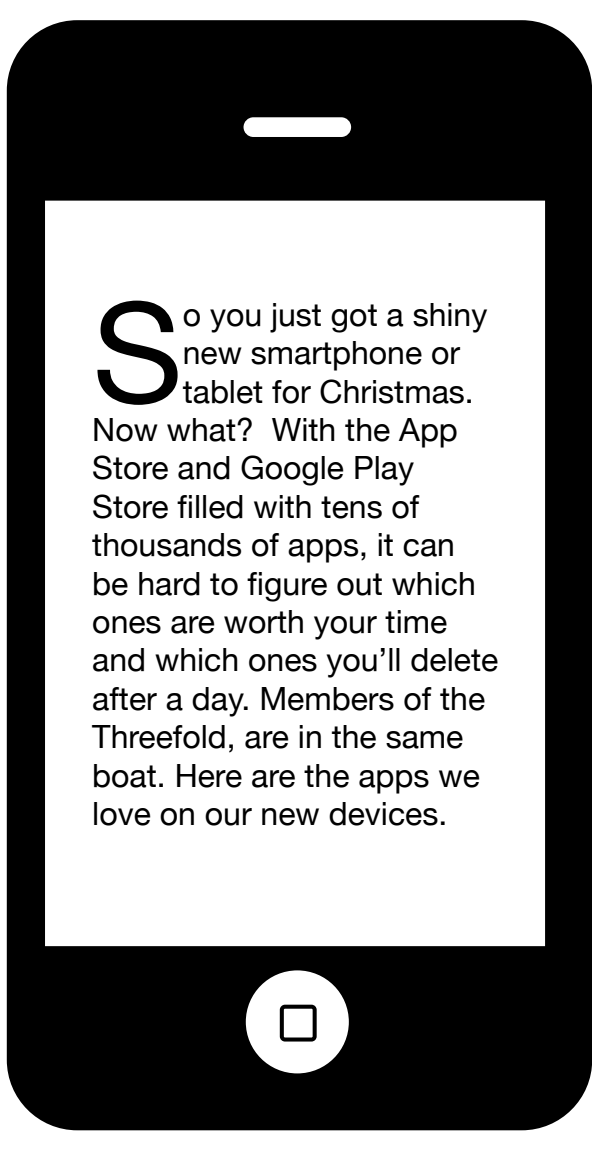 So you just got a shiny
new smartphone or
tablet for Christmas.
Now what?  With the App
Store and Google Play
Store filled with tens of
thousands of apps, it can
be hard to figure out which
ones are worth your time
and which ones you’ll delete
after a day. Members of the
Threefold, are in the same
boat. Here are the apps we
love on our new devices.